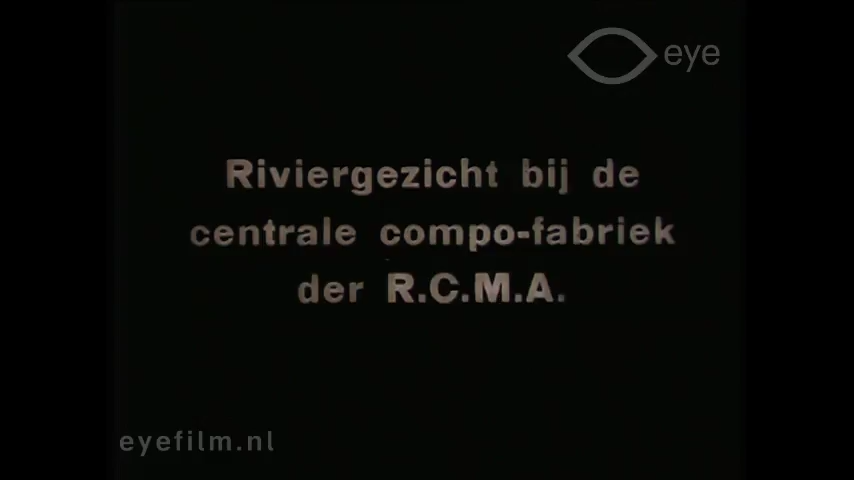 eye
Riviergezicht bij de
centrale compo-fabriek
der R.C.M.A.
eyefilm.nl